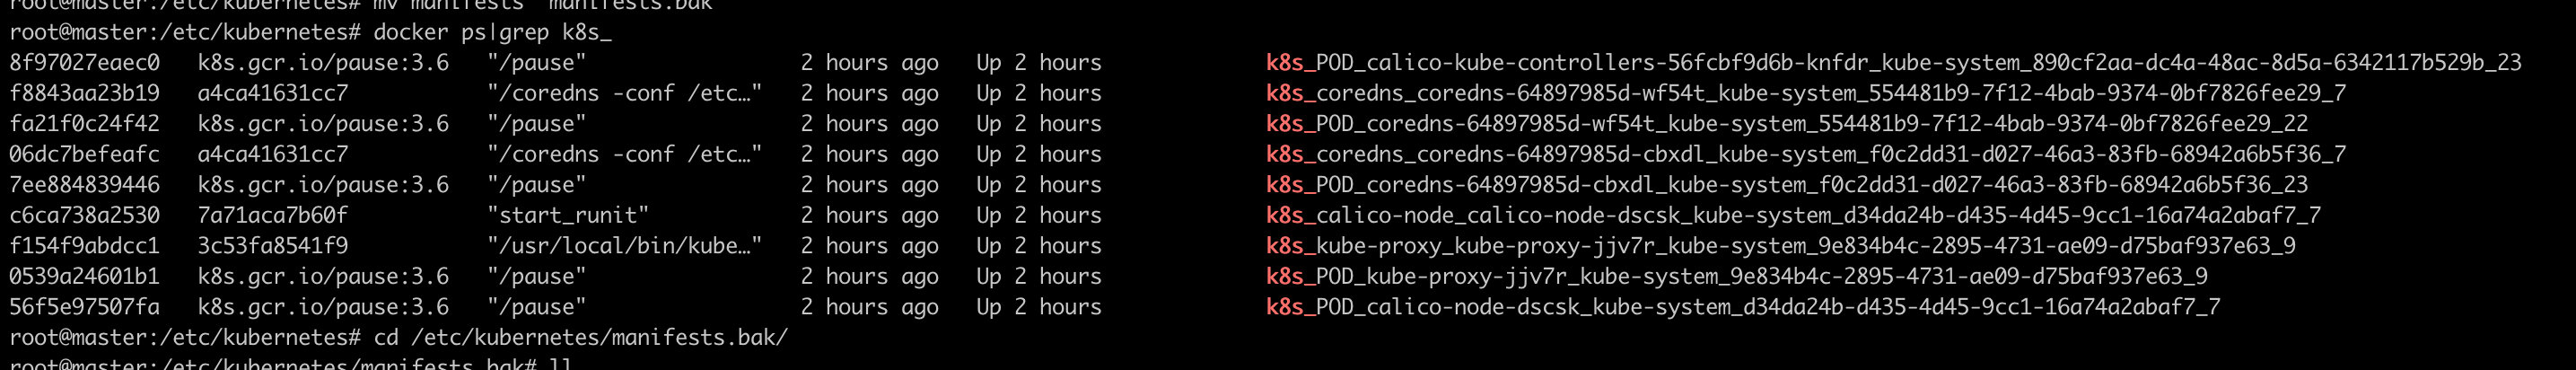 root@master:/etc/kubernetes# mv manifests  manifests.bak
root@master:/etc/kubernetes# docker ps|grep k8s_
8f97027eaec0   k8s.gcr.io/pause:3.6   "/pause"                 2 hours ago   Up 2 hours             k8s_POD_calico-kube-controllers-56fcbf9d6b-knfdr_kube-system_890cf2aa-dc4a-48ac-8d5a-6342117b529b_23
f8843aa23b19   a4ca41631cc7           "/coredns -conf /etc…"   2 hours ago   Up 2 hours             k8s_coredns_coredns-64897985d-wf54t_kube-system_554481b9-7f12-4bab-9374-0bf7826fee29_7
fa21f0c24f42   k8s.gcr.io/pause:3.6   "/pause"                 2 hours ago   Up 2 hours             k8s_POD_coredns-64897985d-wf54t_kube-system_554481b9-7f12-4bab-9374-0bf7826fee29_22
06dc7befeafc   a4ca41631cc7           "/coredns -conf /etc…"   2 hours ago   Up 2 hours             k8s_coredns_coredns-64897985d-cbxdl_kube-system_f0c2dd31-d027-46a3-83fb-68942a6b5f36_7
7ee884839446   k8s.gcr.io/pause:3.6   "/pause"                 2 hours ago   Up 2 hours             k8s_POD_coredns-64897985d-cbxdl_kube-system_f0c2dd31-d027-46a3-83fb-68942a6b5f36_23
c6ca738a2530   7a71aca7b60f           "start_runit"            2 hours ago   Up 2 hours             k8s_calico-node_calico-node-dscsk_kube-system_d34da24b-d435-4d45-9cc1-16a74a2abaf7_7
f154f9abdcc1   3c53fa8541f9           "/usr/local/bin/kube…"   2 hours ago   Up 2 hours             k8s_kube-proxy_kube-proxy-jjv7r_kube-system_9e834b4c-2895-4731-ae09-d75baf937e63_9
0539a24601b1   k8s.gcr.io/pause:3.6   "/pause"                 2 hours ago   Up 2 hours             k8s_POD_kube-proxy-jjv7r_kube-system_9e834b4c-2895-4731-ae09-d75baf937e63_9
56f5e97507fa   k8s.gcr.io/pause:3.6   "/pause"                 2 hours ago   Up 2 hours             k8s_POD_calico-node-dscsk_kube-system_d34da24b-d435-4d45-9cc1-16a74a2abaf7_7
root@master:/etc/kubernetes# cd /etc/kubernetes/manifests.bak/
root@master:/etc/kubernetes/manifests.bak# ll